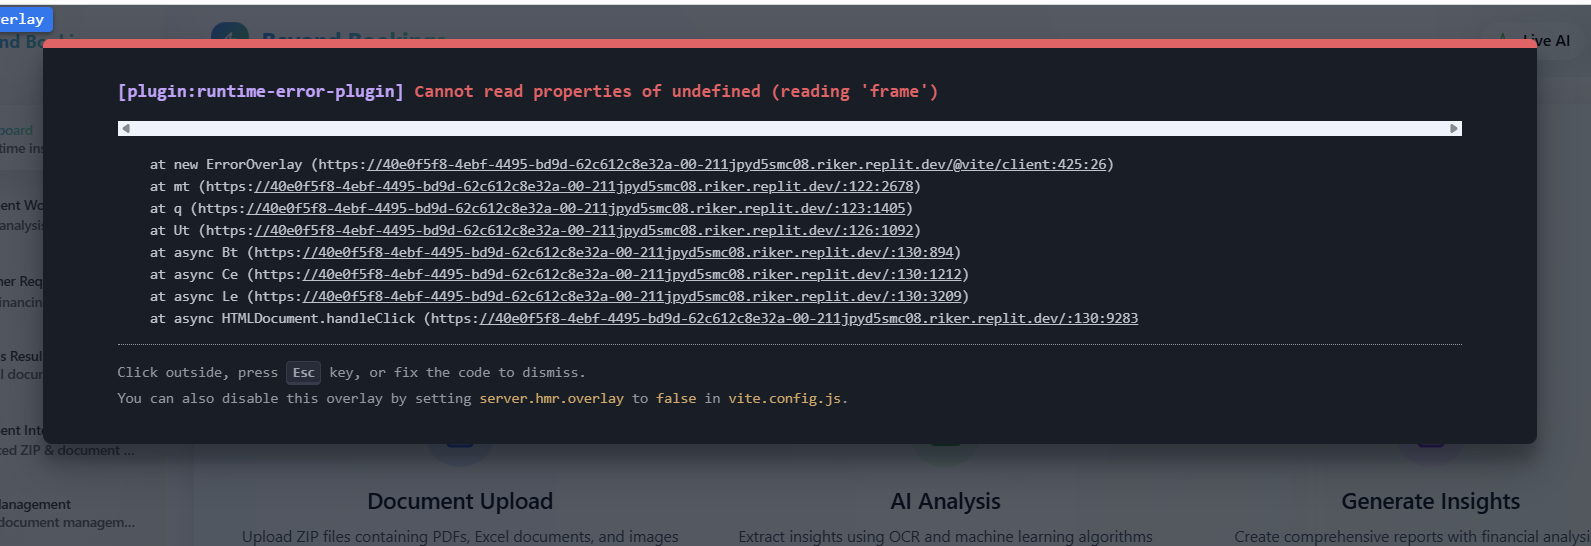 erlay
Beyond Bookings
Live AI
[plugin:runtime-error-plugin] Cannot read properties of undefined (reading 'frame')
at new ErrorOverlay (https://40e0f5f8-4ebf-4495-bd9d-62c612c8e32a-00-211jpyd5smc08.riker.replit.dev/@vite/client:425:26)
at mt (https://40e0f5f8-4ebf-4495-bd9d-62c612c8e32a-00-211jpyd5smc08.riker.replit.dev/:122:2678)
at q (https://40e0f5f8-4ebf-4495-bd9d-62c612c8e32a-00-211jpyd5smc08.riker.replit.dev/:123:1405)
at Ut (https://40e0f5f8-4ebf-4495-bd9d-62c612c8e32a-00-211jpyd5smc08.riker.replit.dev/:126:1092)
at async Bt (https://40e0f5f8-4ebf-4495-bd9d-62c612c8e32a-00-211jpyd5smc08.riker.replit.dev/:130:894)
at async Ce (https://40e0f5f8-4ebf-4495-bd9d-62c612c8e32a-00-211jpyd5smc08.riker.replit.dev/:130:1212)
at async Le (https://40e0f5f8-4ebf-4495-bd9d-62c612c8e32a-00-211jpyd5smc08.riker.replit.dev/:130:3209)
at async HTMLDocument.handleClick (https://40e0f5f8-4ebf-4495-bd9d-62c612c8e32a-00-211jpyd5smc08.riker.replit.dev/:130:9283
Click outside, press Esc key, or fix the code to dismiss.
You can also disable this overlay by setting server.hmr.overlay to false in vite.config.js.
oard
time ins
ent Wo
analysis
ner Req
inancin
s Resul
l docur
ent Inte
ced ZIP & document ...
Management
document managem...
Document Upload
Upload ZIP files containing PDFs, Excel documents, and images
AI Analysis
Extract insights using OCR and machine learning algorithms
Generate Insights
Create comprehensive reports with financial analysi